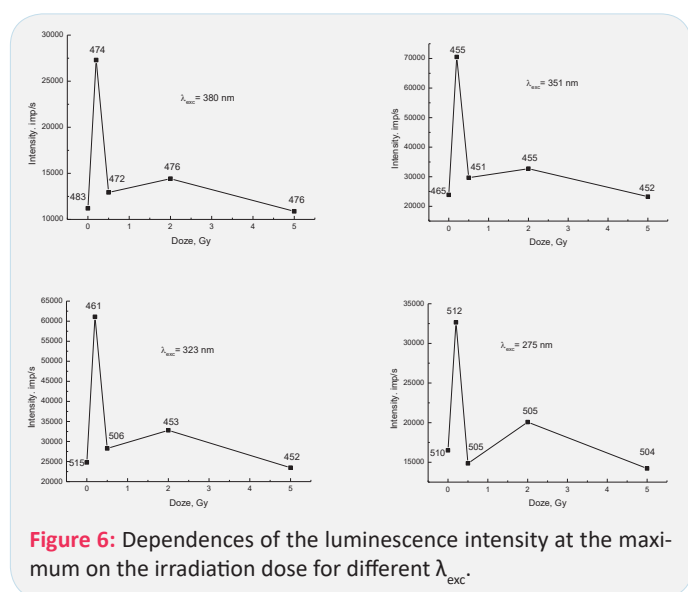 30000
25000
20000
15000
10000
Intensity. imp/s
474
483
472
476
476
λexc= 380 nm
0 1 2 3 4 5
Doze, Gy
70000
60000
50000
40000
30000
20000
Intensity. imp/s
455
465
451
455
452
λexc= 351 nm
0 1 2 3 4 5
Doze, Gy
65000
60000
55000
50000
45000
40000
35000
30000
25000
20000
Intensity. imp/s
461
515
506
453
452
λexc= 323 nm
0 2 3 4 5
Doze, Gy
35000
30000
25000
20000
15000
Intensity. imp/s
512
510
505
505
504
λexc= 275 nm
0 1 2 3 4 5
Doze, Gy
Figure 6: Dependences of the luminescence intensity at the maxi-
mum on the irradiation dose for different λexc.